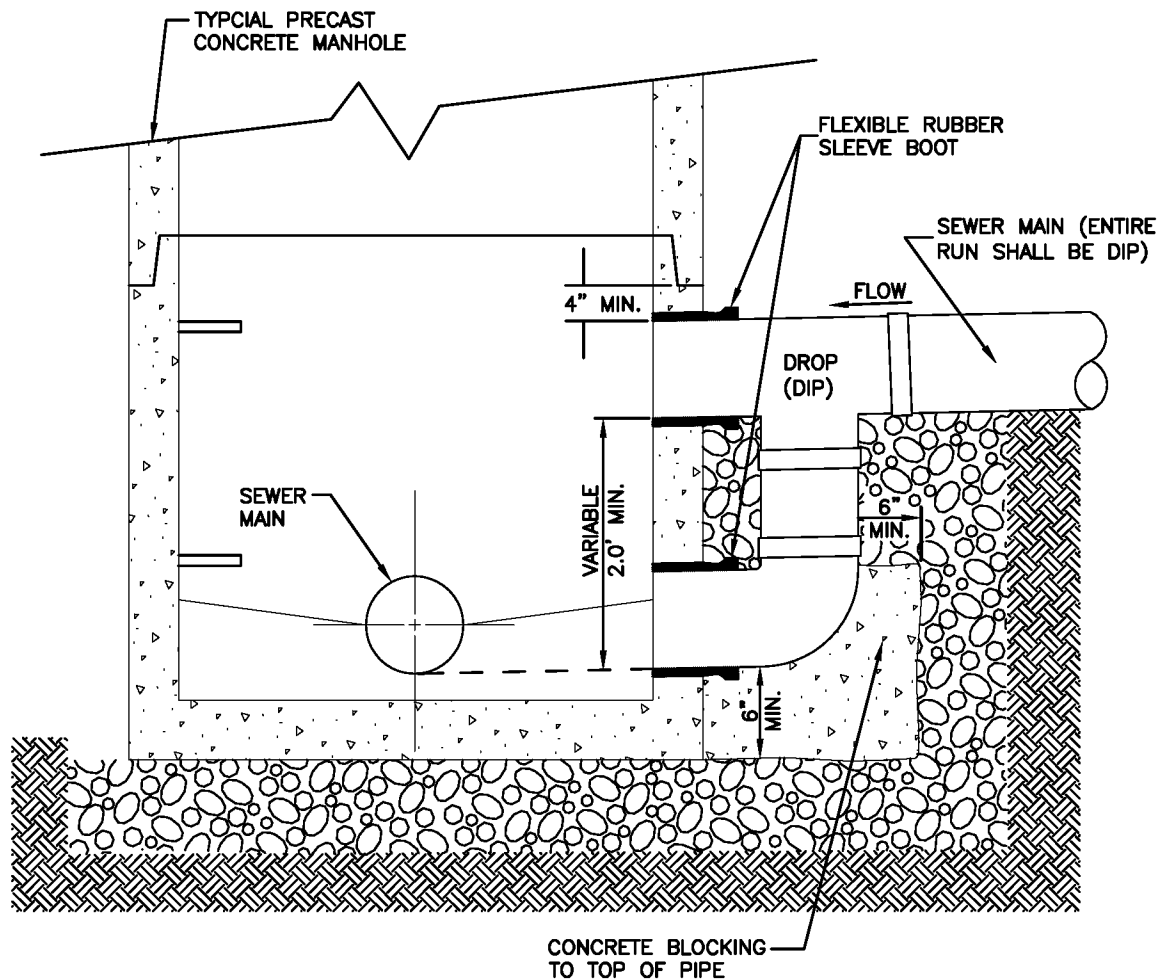 TYPCIAL PRECAST
CONCRETE MANHOLE
FLEXIBLE RUBBER
SLEEVE BOOT
SEWER MAIN (ENTIRE
RUN SHALL BE DIP)
FLOW
4" MIN.
DROP
(DIP)
SEWER
MAIN
VARIABLE
2.0' MIN.
6"
MIN.
6"
MIN.
CONCRETE BLOCKING
TO TOP OF PIPE